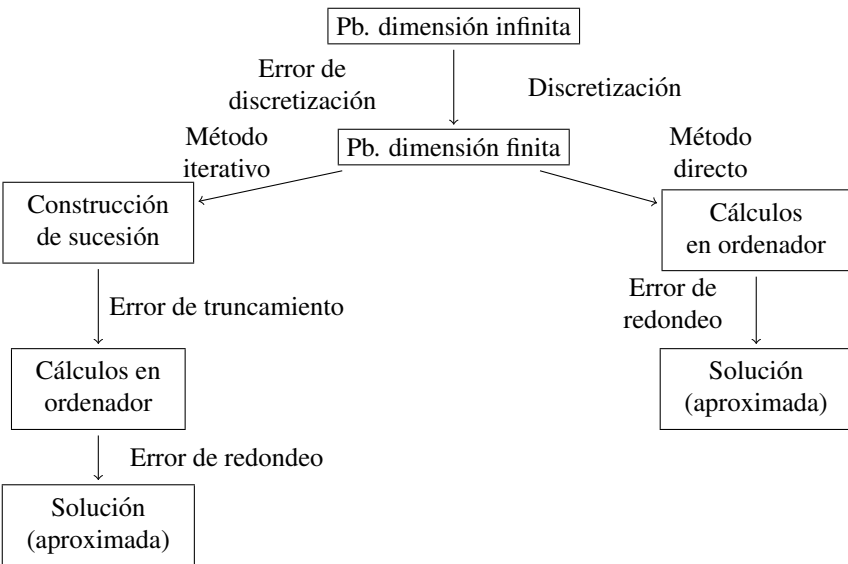 Pb. dimensión infinita
Error de
discretización
Discretización
Pb. dimensión finita
Método
iterativo
Método
directo
Construcción
de sucesión
Cálculos
en ordenador
Error de truncamiento
Error de
redondeo
Cálculos en
ordenador
Solución
(aproximada)
Error de redondeo
Solución
(aproximada)